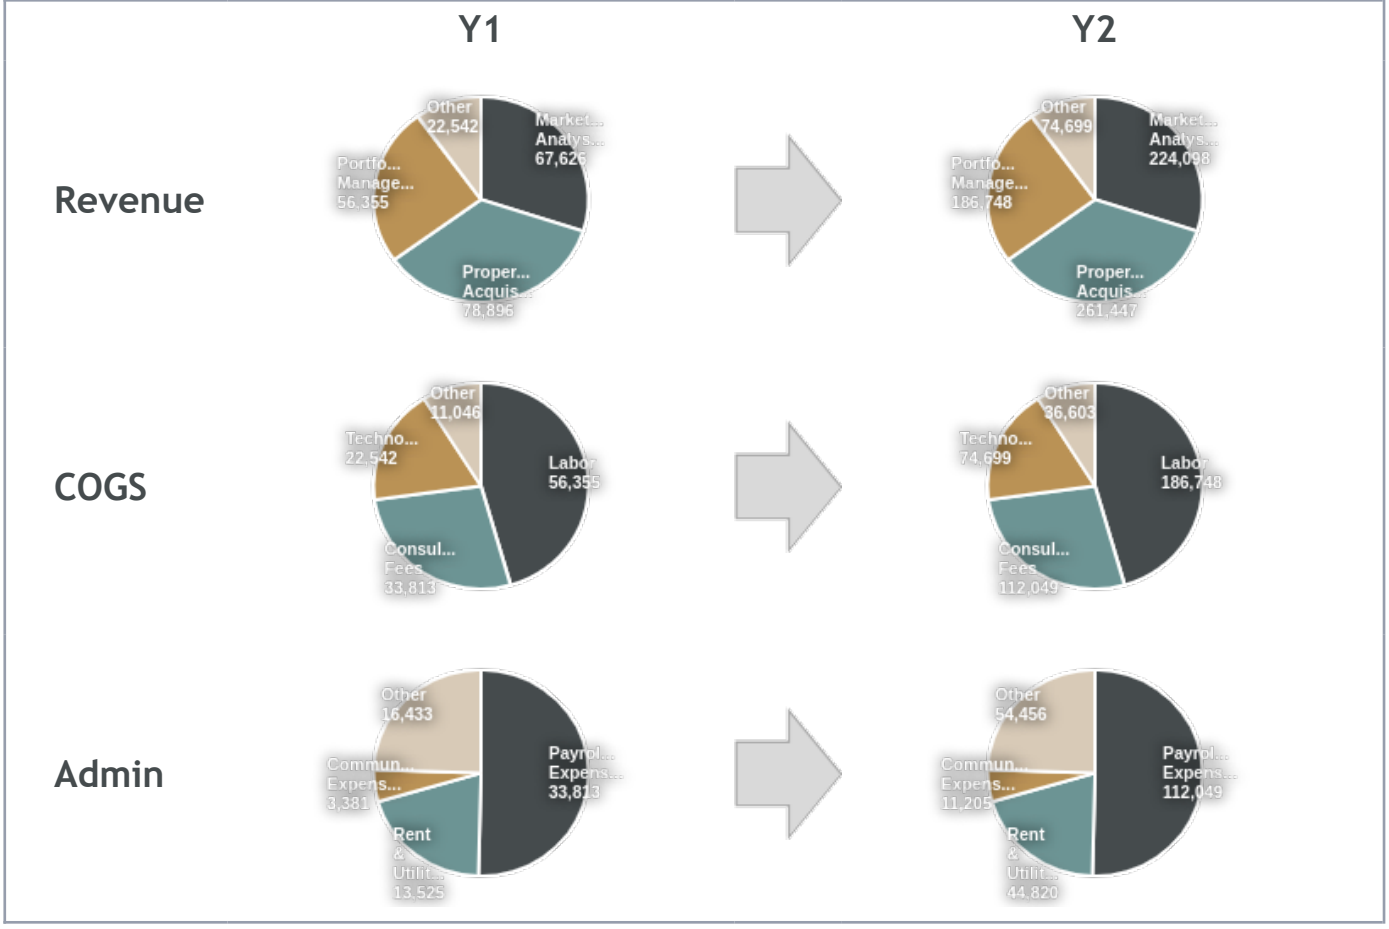 Y1
Y2
Revenue
Other
22,542
Market...
Analys...
67,626
Portfo...
Manage...
56,355
Proper...
Acquis...
78,896
Other
74,699
Market...
Analys...
224,098
Portfo...
Manage...
186,748
Proper...
Acquis...
261,447
COGS
Other
11,046
Techno...
22,542
Labor
56,355
Consul...
Fees
33,813
Other
36,603
Techno...
74,699
Labor
186,748
Consul...
Fees
112,049
Admin
Other
16,433
Payrol...
Expens...
33,813
Commun...
Expens...
3,381
Rent
&
Utilit...
13,525
Other
54,456
Payrol...
Expens...
112,049
Commun...
Expens...
11,205
Rent
&
Utilit...
44,820